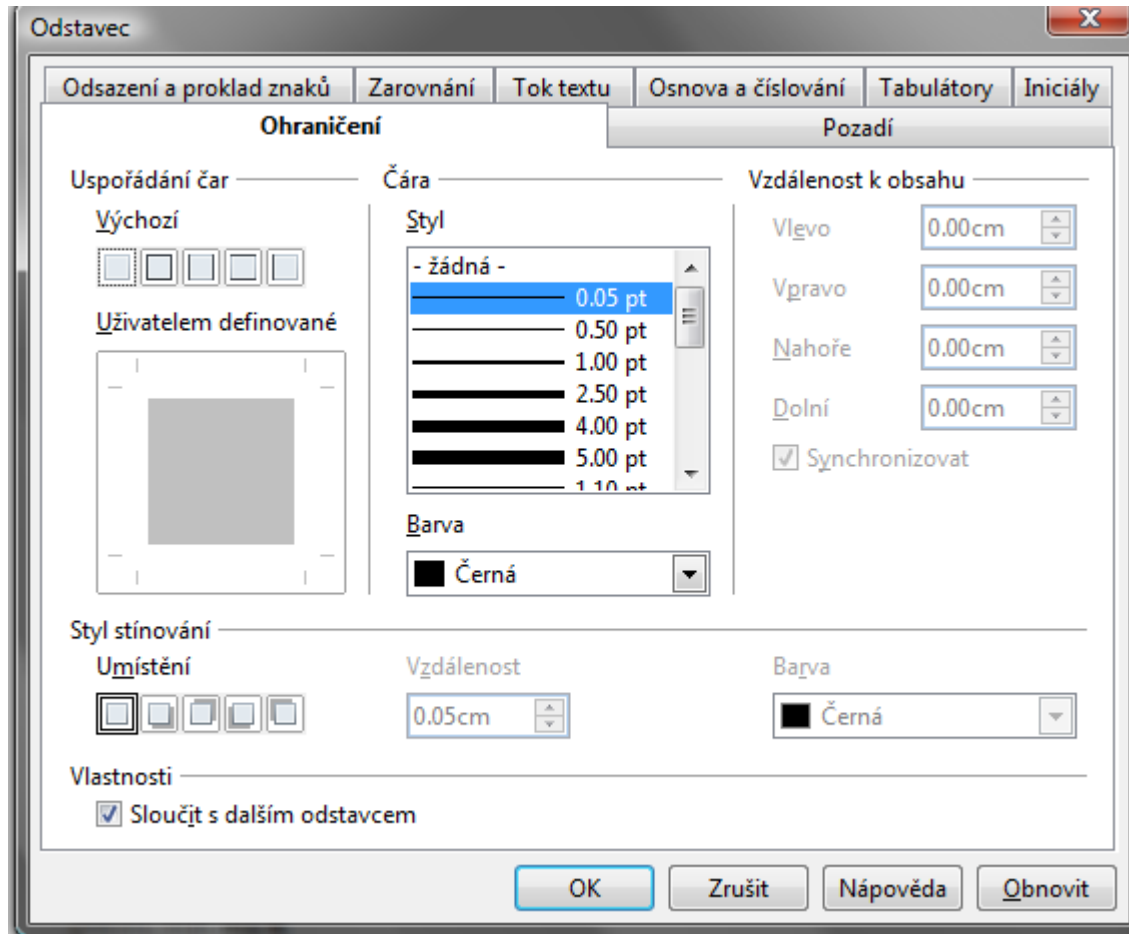 Odstavec
Odsazení a proklad znaků Zarovnání Tok textu Osnova a číslování Tabulátory Iniciály
Ohraničení Pozadí
Uspořádání čar Čára Vzdálenost k obsahu
Výchozí Styl
Vlevo 0.00cm
- žádná -
0.05 pt
Vpravo 0.00cm
Uživatelem definované
0.50 pt
1.00 pt
Nahoře 0.00cm
2.50 pt
4.00 pt
Dolní 0.00cm
5.00 pt
Synchronizovat
1.10 pt
Barva
Černá
Styl stínování
Umístění Vzdálenost Barva
0.05cm Černá
Vlastnosti
Sloučit s dalším odstavcem
OK Zrušit Nápověda Obnovit